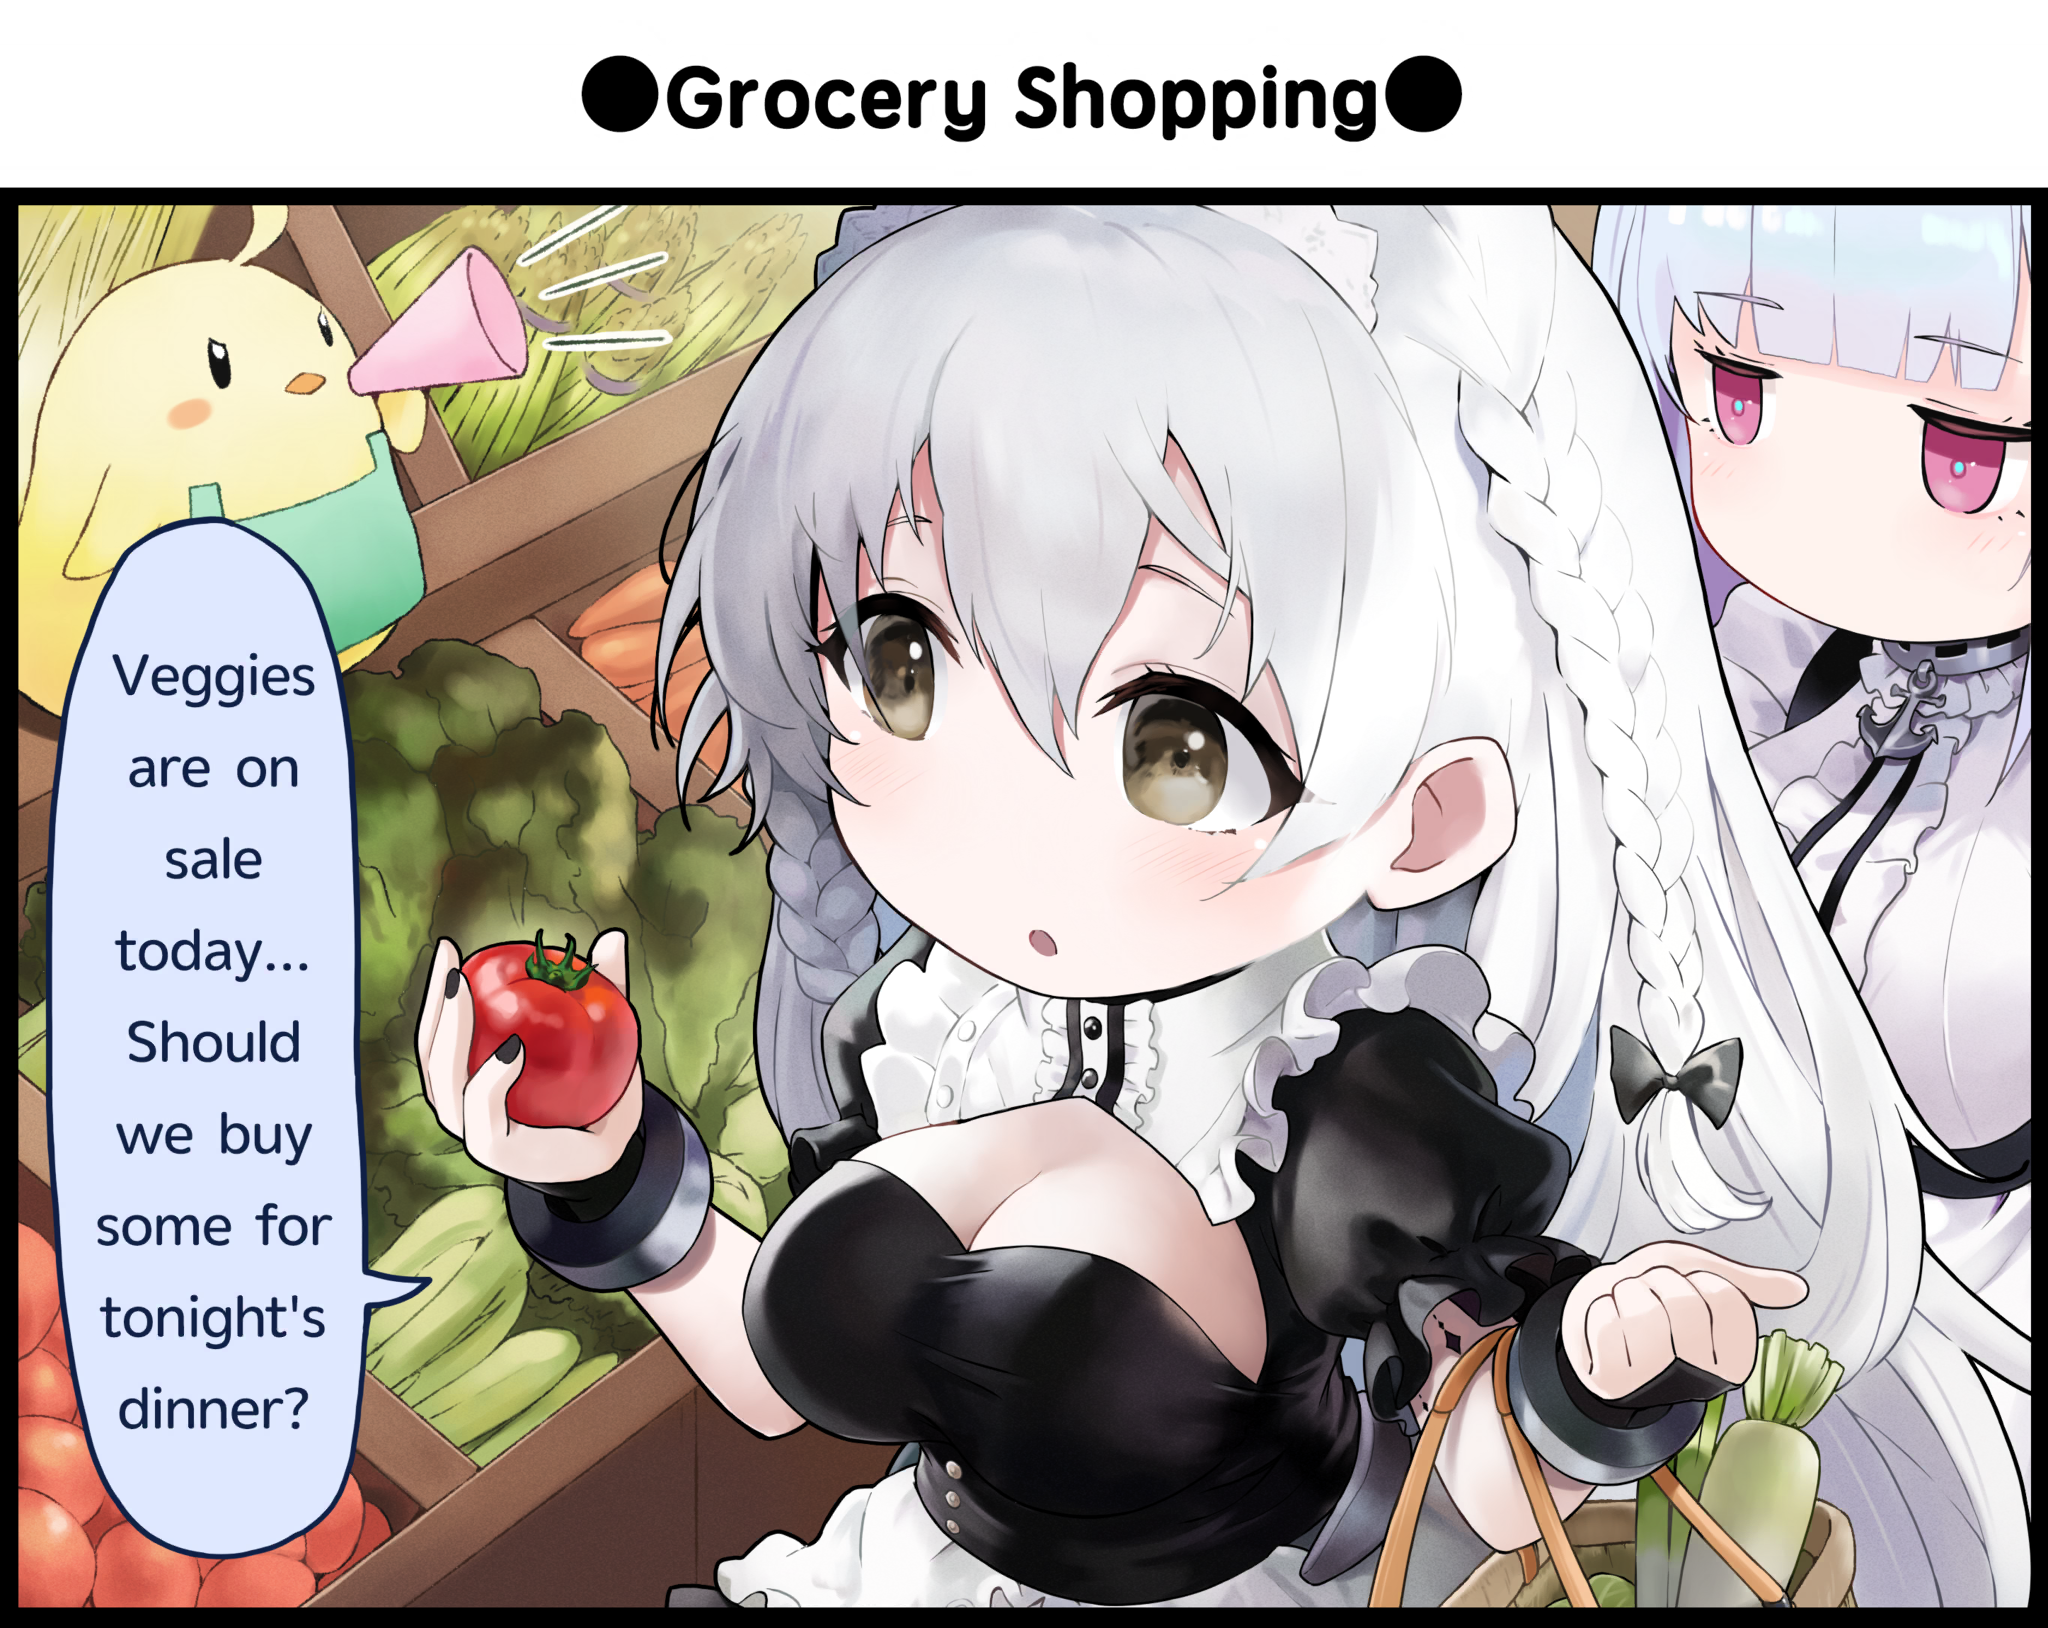 ●Grocery Shopping●
Veggies
are on
sale
today...
Should
we buy
some for
tonight's
dinner?